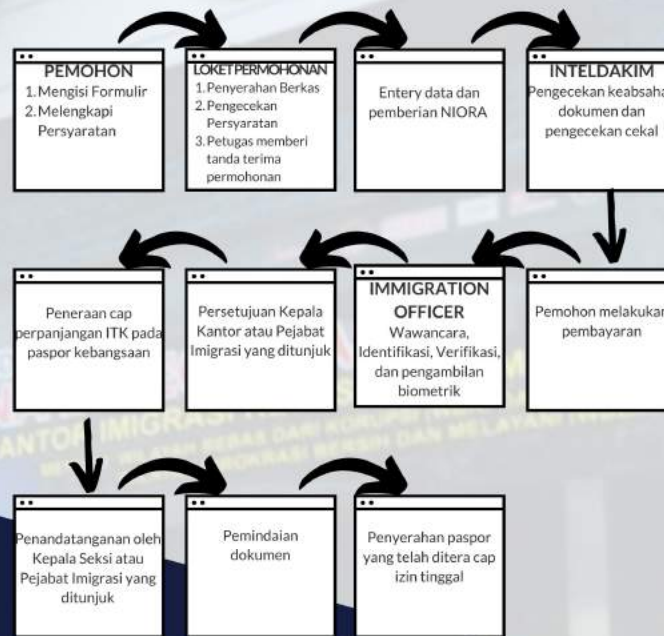 PEMOHON
1. Mengisi Formulir
2. Melengkapi
Persyaratan
LOKET PERMOHONAN
1. Penyerahan Berkas
2. Pengecekan
Persyaratan
3. Petugas memberi
tanda terima
permohonan
Entery data dan
pemberian NIORA
INTELDAKIM
Pengecekan keabsaha
dokumen dan
pengecekan cekal
Peneraan cap
perpanjangan ITK pada
paspor kebangsaan
Persetujuan Kepala
Kantor atau Pejabat
Imigrasi yang ditunjuk
IMMIGRATION
OFFICER
Wawancara,
Identifikasi, Verifikasi,
dan pengambilan
biometrik
Pemohon melakukan
pembayaran
ANTOR IMIGRASI
Penandatanganan oleh
Kepala Seksi atau
Pejabat Imigrasi yang
ditunjuk
Pemindaian
dokumen
Penyerahan paspor
yang telah ditera cap
izin tinggal